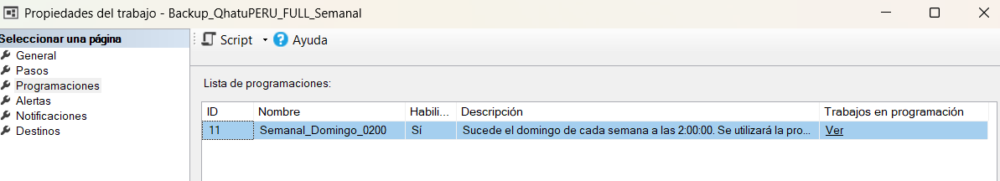 Propiedades del trabajo - Backup_QhatuPERU_FULL_Semanal
Seleccionar una página
General
Pasos
Programaciones
Alertas
Notificaciones
Destinos
Script
Ayuda
Lista de programaciones:
ID Nombre Habili... Descripción Trabajos en programación
11 Semanal_Domingo_0200 Sí Sucede el domingo de cada semana a las 2:00:00. Se utilizará la pro... Ver